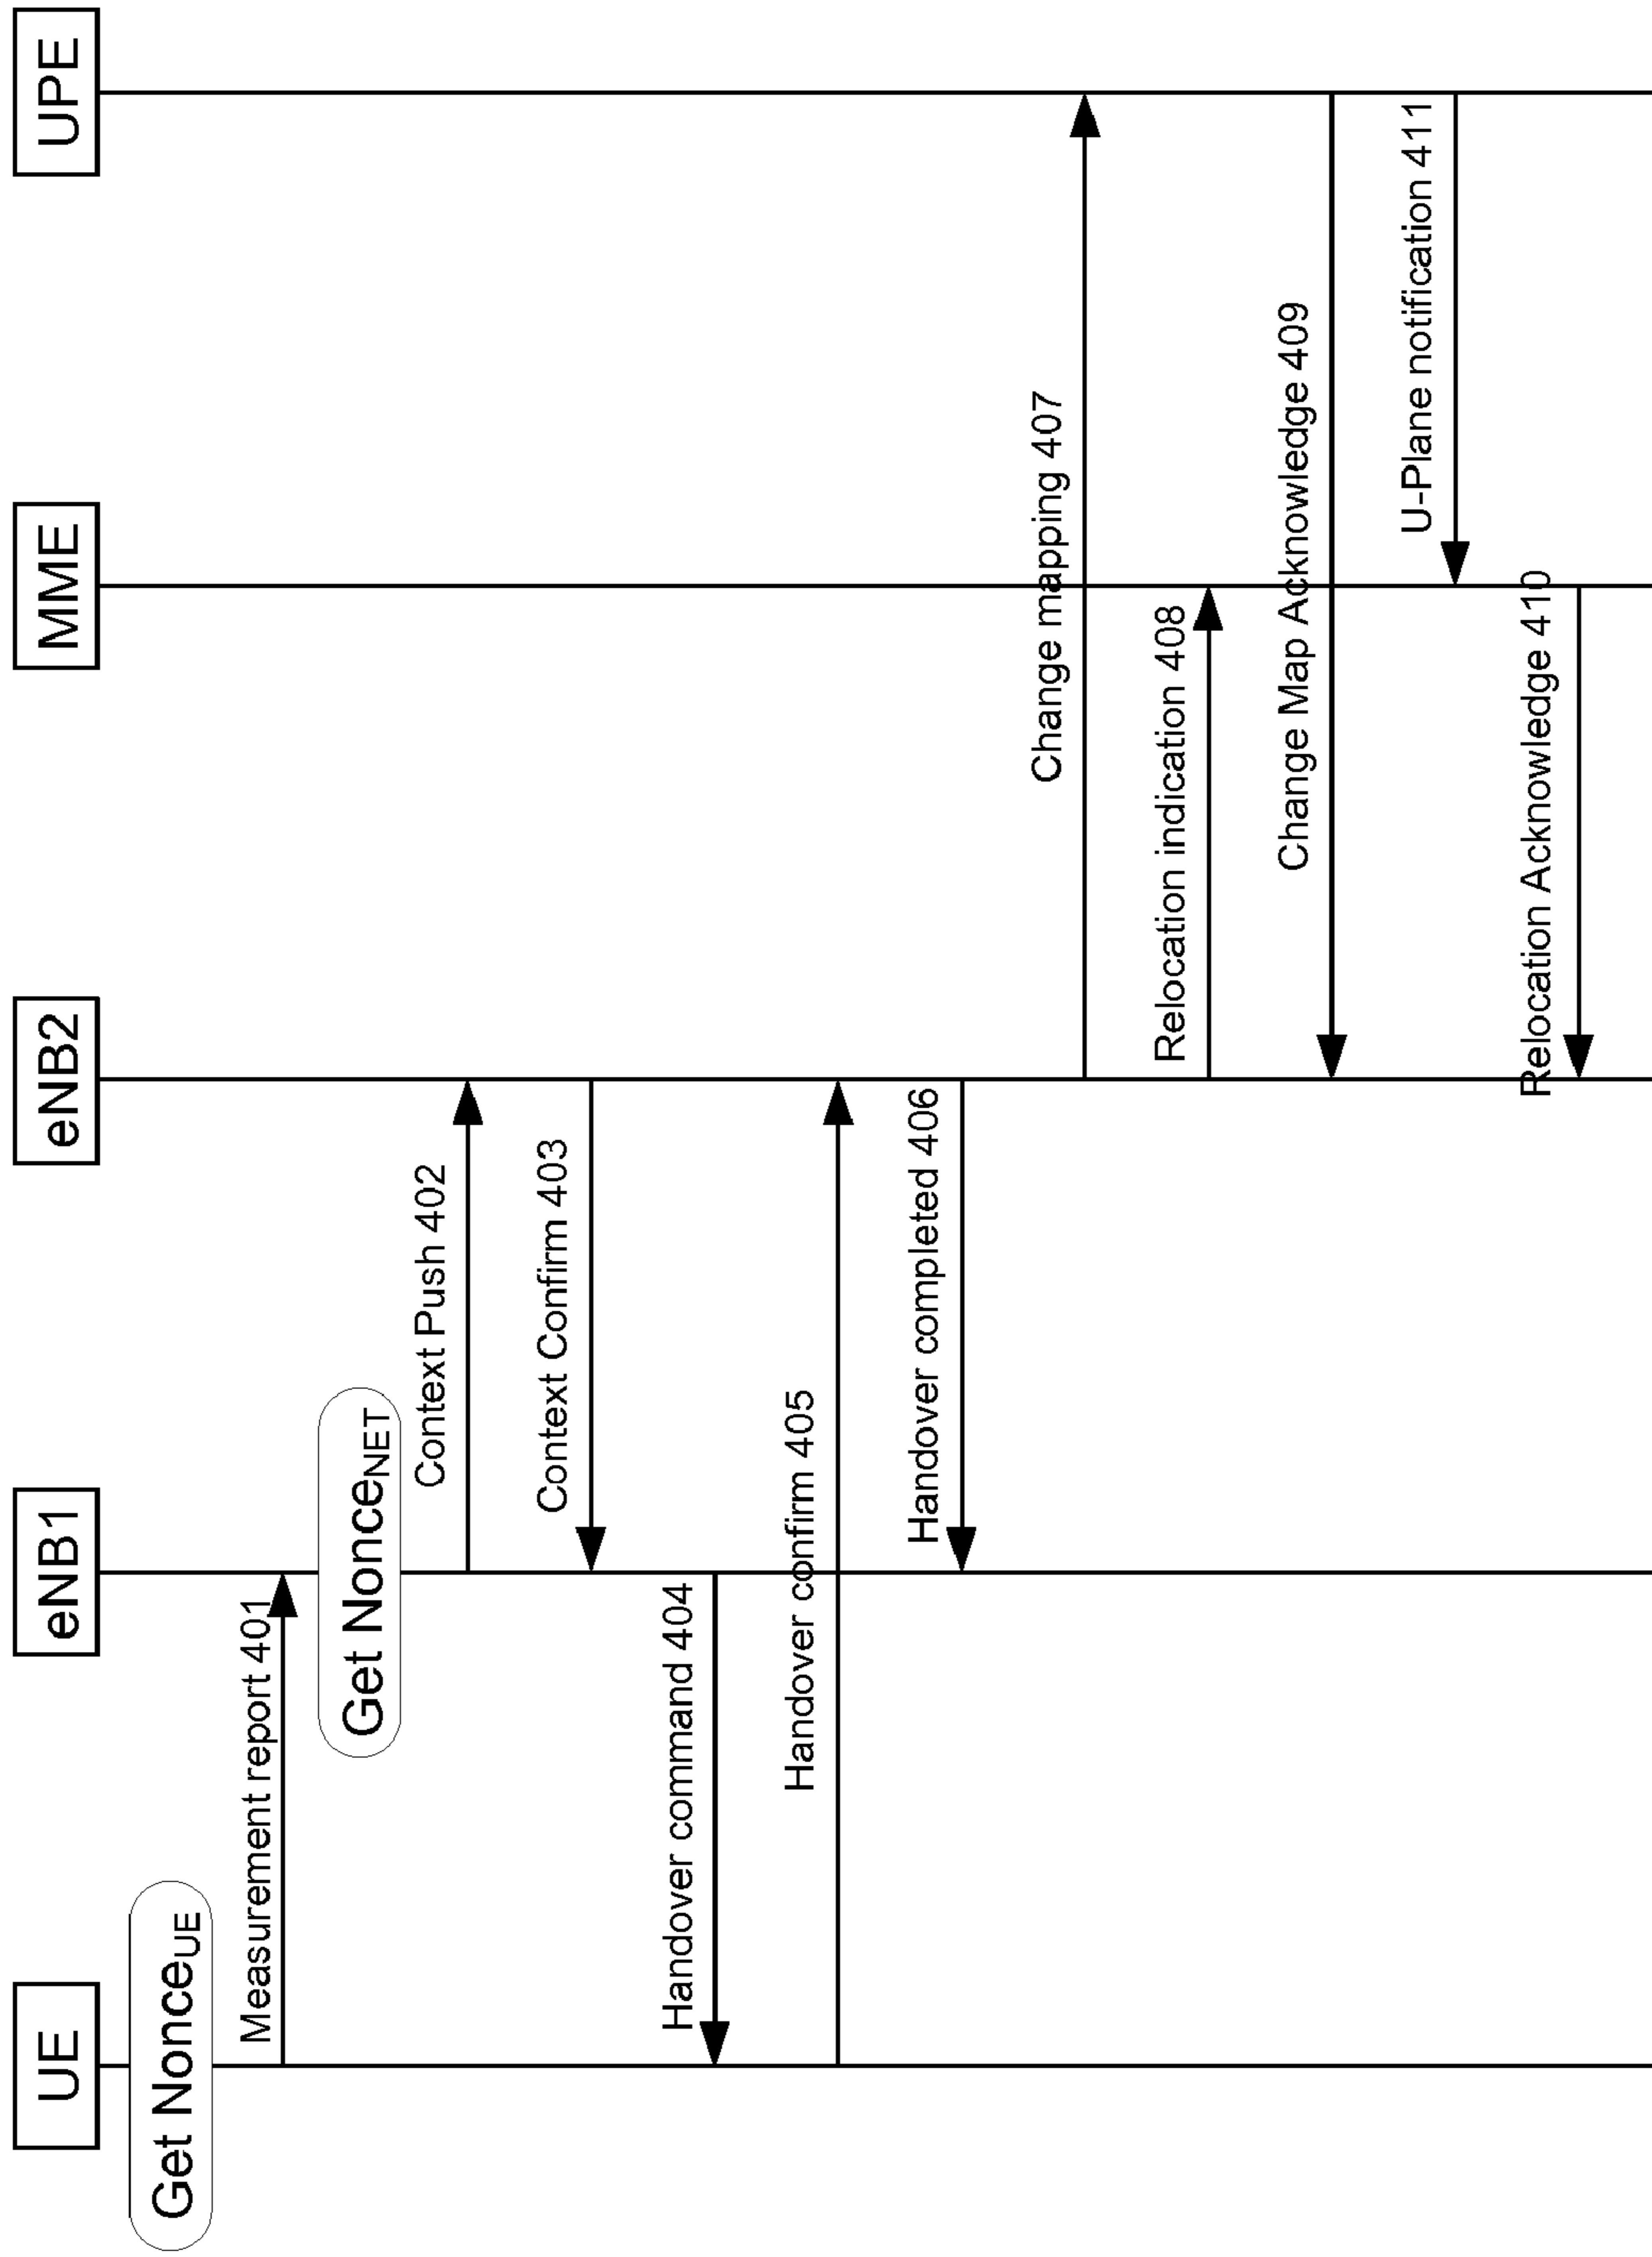 UE
eNB1
eNB2
MME
UPE
Get NonceUE
Measurement report 401
Get NonceNET
Context Push 402
Context Confirm 403
Handover command 404
Handover confirm 405
Handover completed 406
Change mapping 407
Relocation indication 408
Change Map Acknowledge 409
U-Plane notification 411
Relocation Acknowledge 410